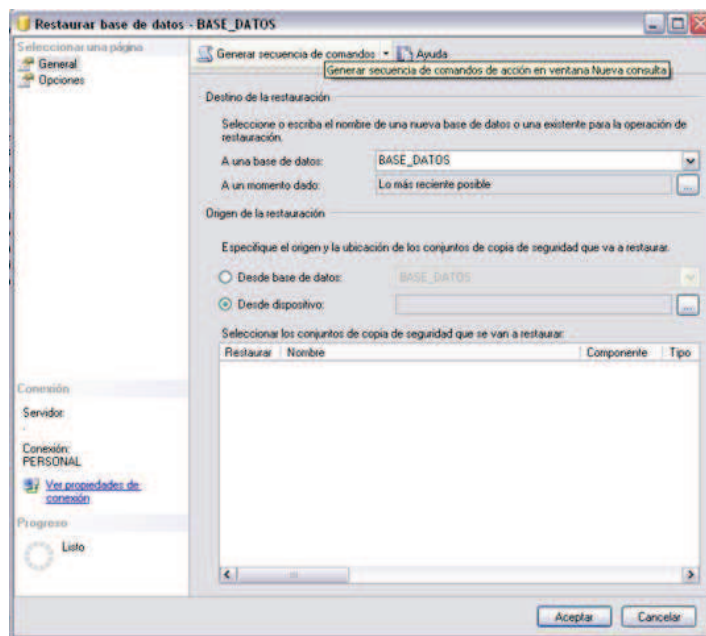 Restaurar base de datos - BASE_DATOS
Seleccionar una página
General
Opciones
Generar secuencia de comandos
Ayuda
Generar secuencia de comandos de acción en ventana Nueva consulta
Destino de la restauración
Seleccione o escriba el nombre de una nueva base de datos o una existente para la operación de
restauración.
A una base de datos:
BASE_DATOS
A un momento dado:
Lo más reciente posible
...
Origen de la restauración
Especifique el origen y la ubicación de los conjuntos de copia de seguridad que va a restaurar.
Desde base de datos:
BASE_DATOS
Desde dispositivo:
...
Seleccionar los conjuntos de copia de seguridad que se van a restaurar:
Restaurar Nombre Componente Tipo
Conexión
Servidor:
.
Conexión:
PERSONAL
Ver propiedades de
conexión
Progreso
Listo
Aceptar Cancelar